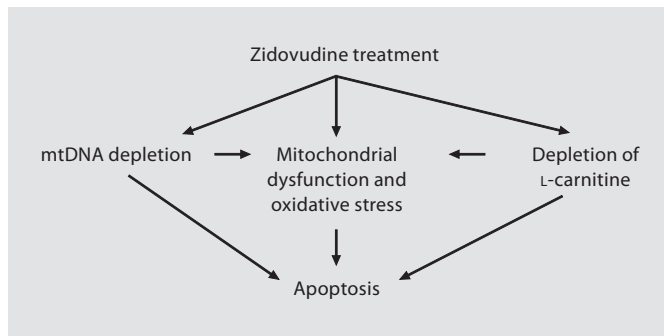 Zidovudine treatment
mtDNA depletion
Mitochondrial
dysfunction and
oxidative stress
Depletion of
L-carnitine
Apoptosis